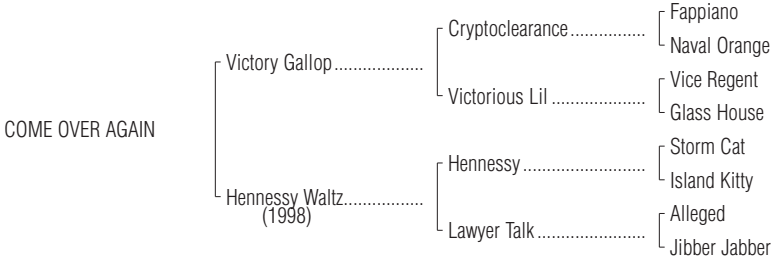 Fappiano
Cryptoclearance................
Naval Orange
Victory Gallop...................
Vice Regent
Victorious Lil ....................
Glass House
COME OVER AGAIN
Storm Cat
Hennessy ..........................
Island Kitty
Hennessy Waltz.................
(1998)
Alleged
Lawyer Talk .......................
Jibber Jabber